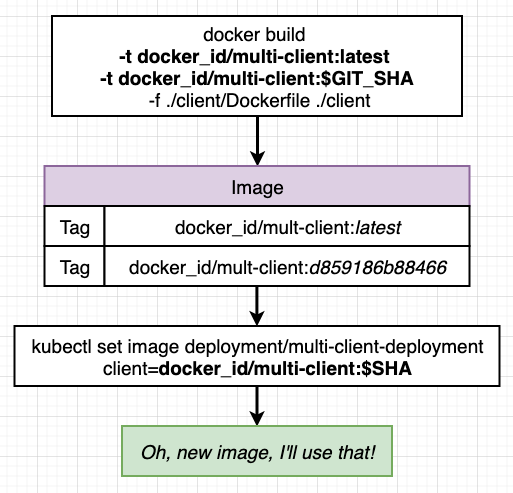 docker build
-t docker_id/multi-client:latest
-t docker_id/multi-client:$GIT_SHA
-f ./client/Dockerfile ./client
Image
Tag docker_id/mult-client:latest
Tag docker_id/mult-client:d859186b88466
kubectl set image deployment/multi-client-deployment
client=docker_id/multi-client:$SHA
Oh, new image, I'll use that!